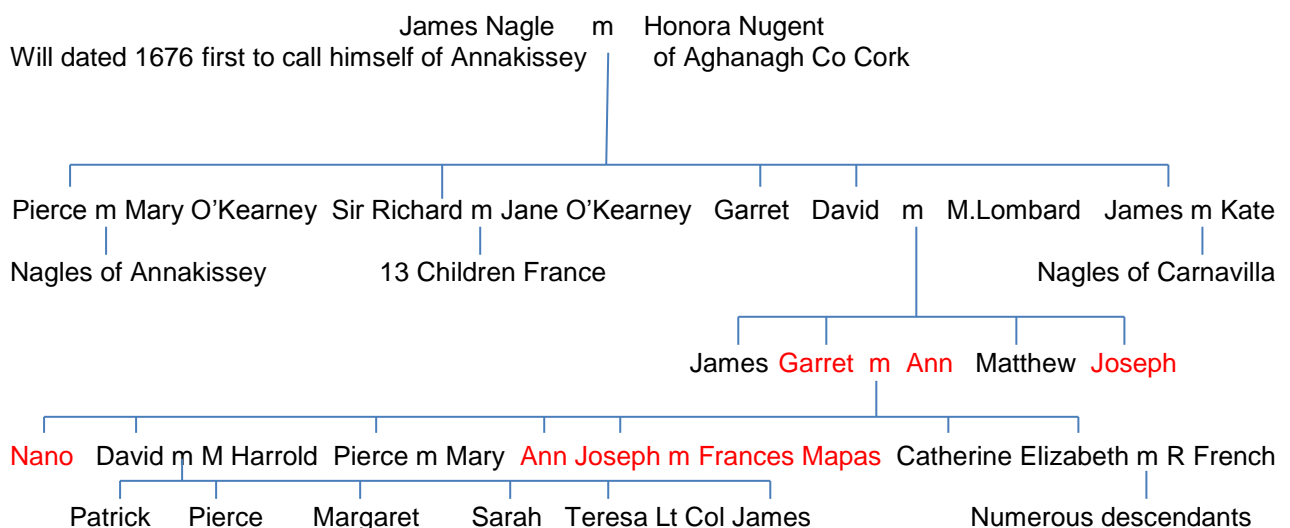 James Nagle m Honora Nugent
Will dated 1676 first to call himself of Annakissey of Aghanagh Co Cork
Pierce m Mary O'Kearney Sir Richard m Jane O'Kearney Garret David m M.Lombard James m Kate
Nagles of Annakissey 13 Children France Nagles of Carnavilla
James Garret m Ann Matthew Joseph
Nano David m M Harrold Pierce m Mary Ann Joseph m Frances Mapas Catherine Elizabeth m R French
Patrick Pierce Margaret Sarah Teresa Lt Col James Numerous descendants